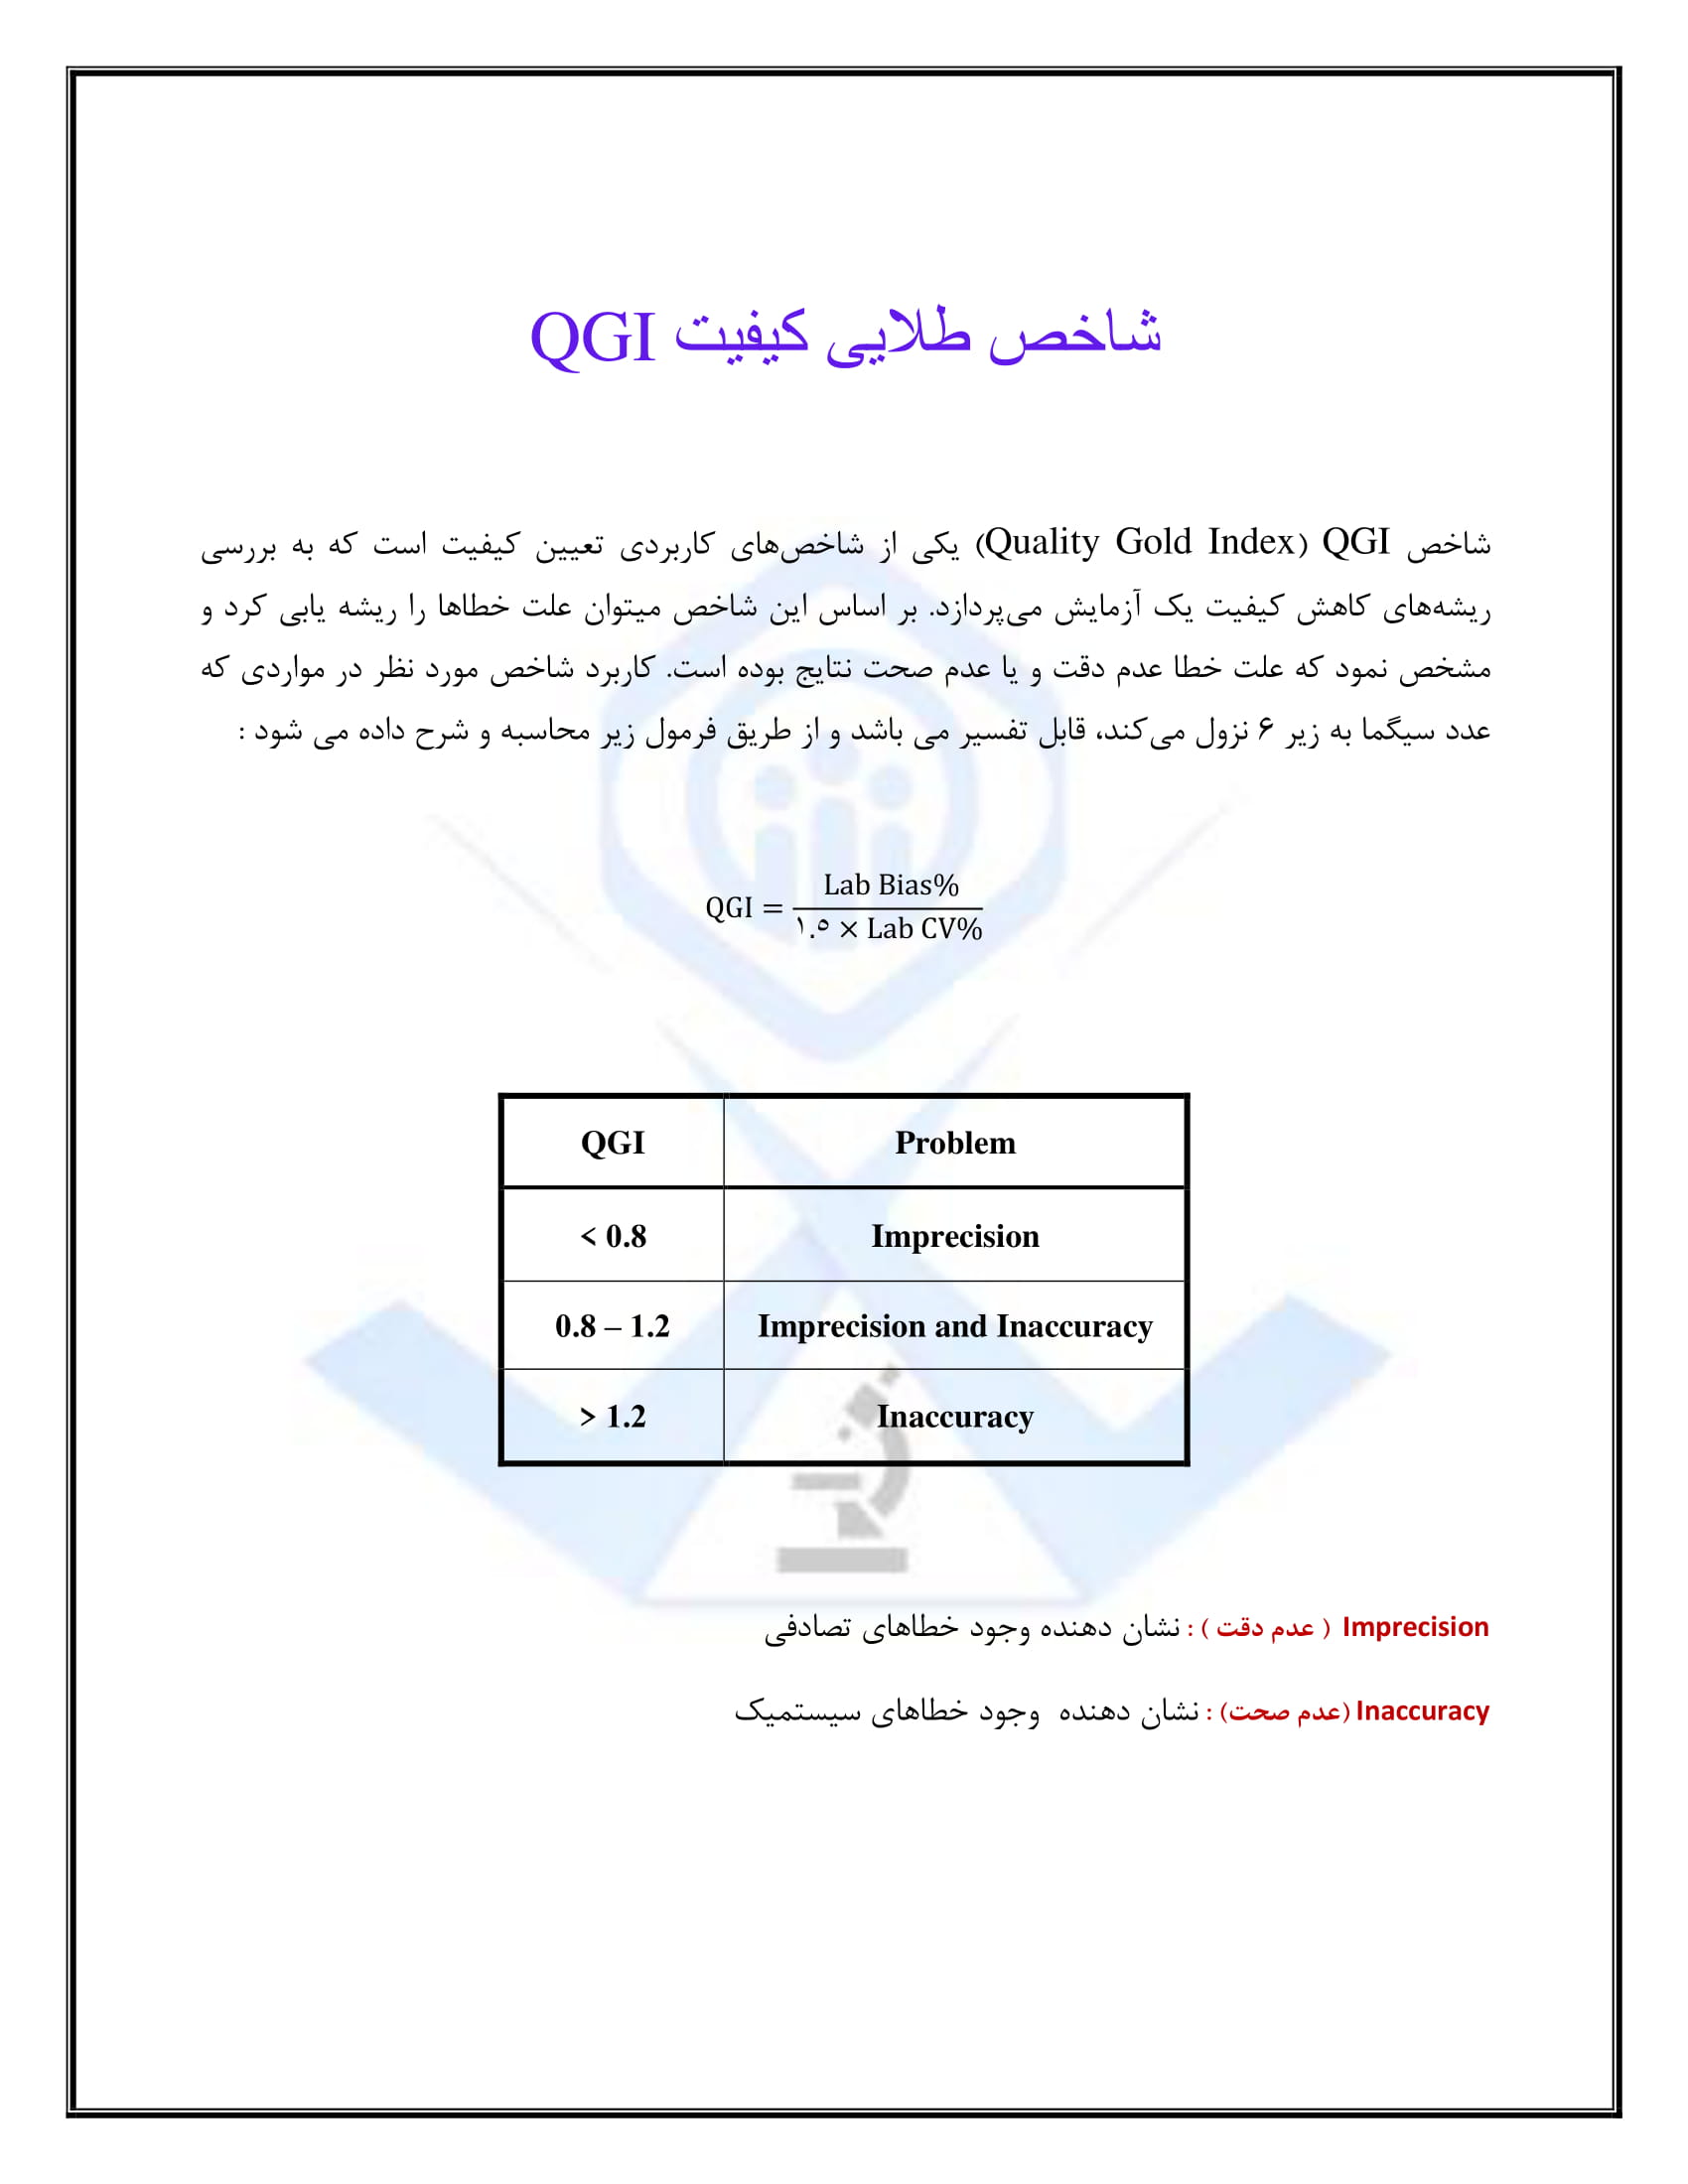 شاخص طلایی کیفیت QGI
شاخص QGI (Quality Gold Index) یکی از شاخص‌های کاربردی تعیین کیفیت است که به بررسی
ریشه‌های کاهش کیفیت یک آزمایش می‌پردازد. بر اساس این شاخص میتوان علت خطاها را ریشه یابی کرد و
مشخص نمود که علت خطا عدم دقت و یا عدم صحت نتایج بوده است. کاربرد شاخص مورد نظر در مواردی که
عدد سیگما به زیر ۶ نزول می‌کند، قابل تفسیر می باشد و از طریق فرمول زیر محاسبه و شرح داده می شود :
QGI = Lab Bias% / ١.٥ × Lab CV%
QGI Problem
< 0.8 Imprecision
0.8 – 1.2 Imprecision and Inaccuracy
> 1.2 Inaccuracy
Imprecision ( عدم دقت ) : نشان دهنده وجود خطاهای تصادفی
Inaccuracy (عدم صحت) : نشان دهنده وجود خطاهای سیستمیک